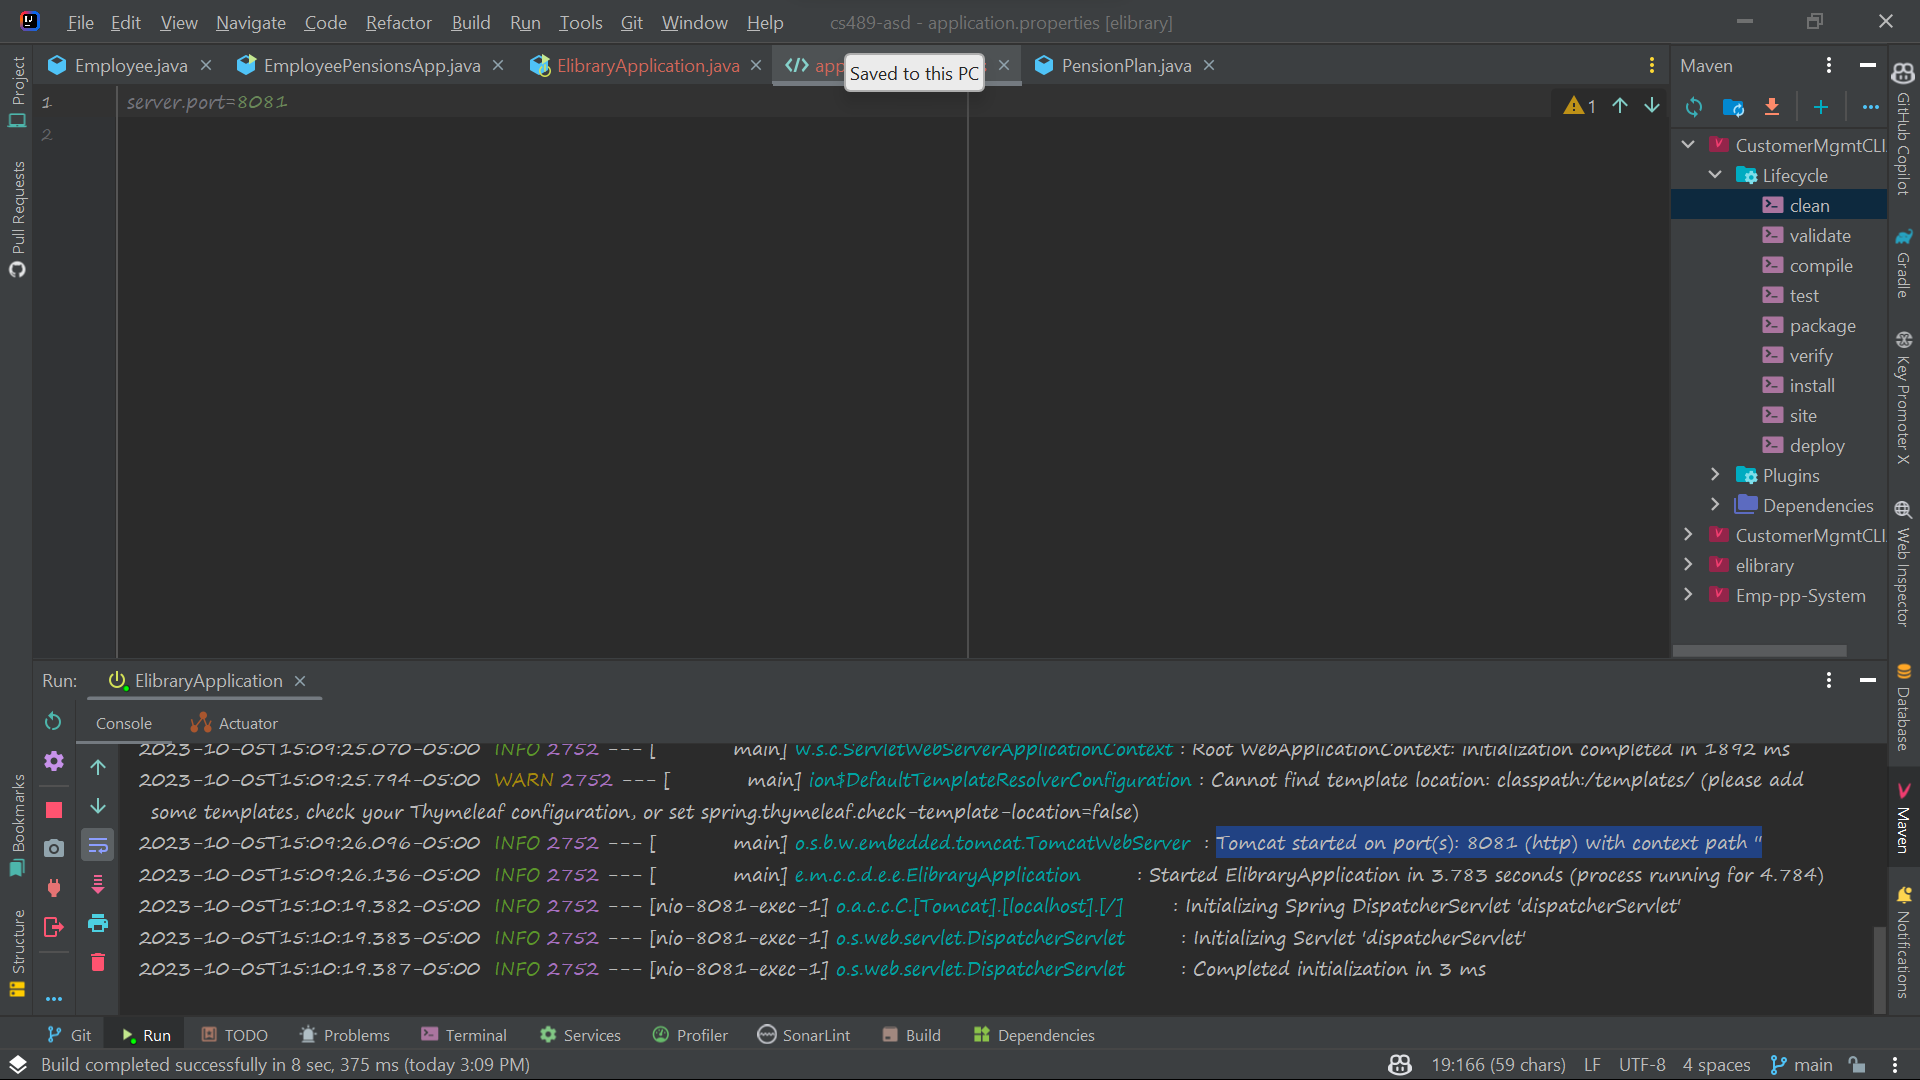 File Edit View Navigate Code Refactor Build Run Tools Git Window Help cs489-asd - application.properties [elibrary]
Employee.java EmployeePensionsApp.java ElibraryApplication.java app PensionPlan.java
Saved to this PC
1 server.port=8081
2
1
Project
Pull Requests
Bookmarks
Structure
Maven
CustomerMgmtCLI
Lifecycle
clean
validate
compile
test
package
verify
install
site
deploy
Plugins
Dependencies
CustomerMgmtCLI
elibrary
Emp-pp-System
GitHub Copilot
Gradle
Key Promoter X
Web Inspector
Database
Maven
Notifications
Run: ElibraryApplication
Console Actuator
2023-10-05T15:09:25.070-05:00 INFO 2752 --- [ main] w.s.c.ServletWebServerApplicationContext : Root WebApplicationContext: initialization completed in 1892 ms
2023-10-05T15:09:25.794-05:00 WARN 2752 --- [ main] ion$DefaultTemplateResolverConfiguration : Cannot find template location: classpath:/templates/ (please add
some templates, check your Thymeleaf configuration, or set spring.thymeleaf.check-template-location=false)
2023-10-05T15:09:26.096-05:00 INFO 2752 --- [ main] o.s.b.w.embedded.tomcat.TomcatWebServer : Tomcat started on port(s): 8081 (http) with context path ''
2023-10-05T15:09:26.136-05:00 INFO 2752 --- [ main] e.m.c.c.d.e.e.ElibraryApplication : Started ElibraryApplication in 3.783 seconds (process running for 4.784)
2023-10-05T15:10:19.382-05:00 INFO 2752 --- [nio-8081-exec-1] o.a.c.c.C.[Tomcat].[localhost].[/] : Initializing Spring DispatcherServlet 'dispatcherServlet'
2023-10-05T15:10:19.383-05:00 INFO 2752 --- [nio-8081-exec-1] o.s.web.servlet.DispatcherServlet : Initializing Servlet 'dispatcherServlet'
2023-10-05T15:10:19.387-05:00 INFO 2752 --- [nio-8081-exec-1] o.s.web.servlet.DispatcherServlet : Completed initialization in 3 ms
Git Run TODO Problems Terminal Services Profiler SonarLint Build Dependencies
Build completed successfully in 8 sec, 375 ms (today 3:09 PM) 19:166 (59 chars) LF UTF-8 4 spaces main